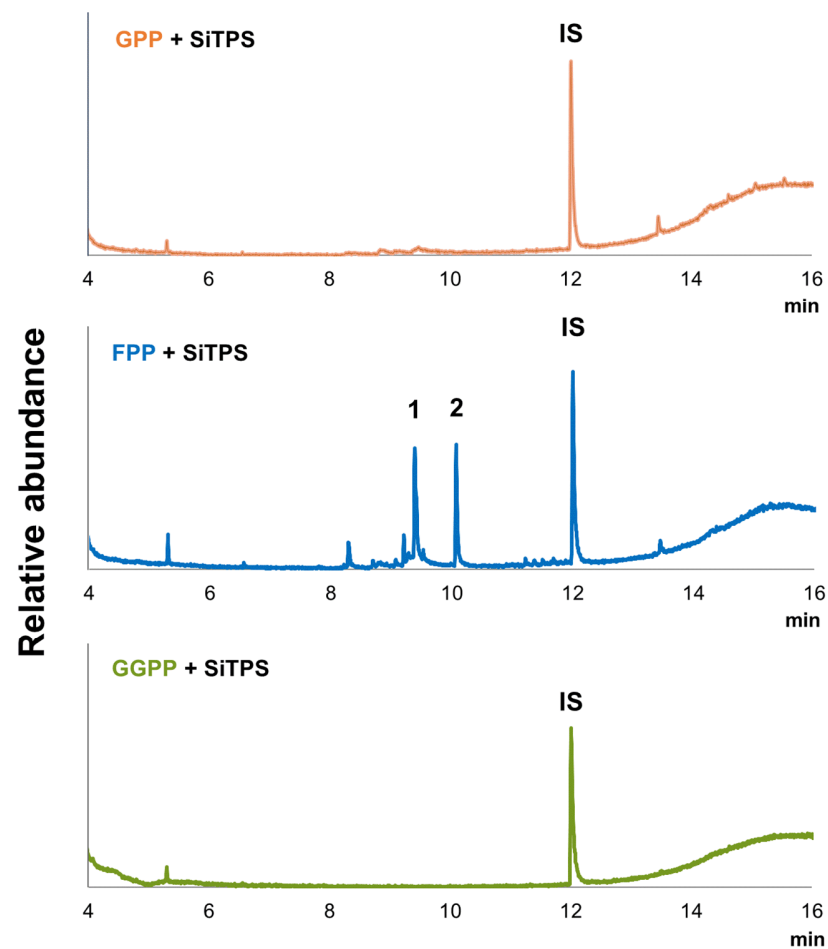 GPP + SiTPS
IS
4 6 8 10 12 14 16
min
Relative abundance
FPP + SiTPS
IS
1 2
4 6 8 10 12 14 16
min
GGPP + SiTPS
IS
4 6 8 10 12 14 16
min